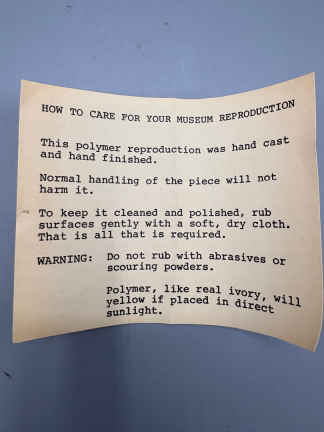 HOW TO CARE FOR YOUR MUSEUM REPRODUCTION
This polymer reproduction was hand cast
and hand finished.
Normal handling of the piece will not
harm it.
To keep it cleaned and polished, rub
surfaces gently with a soft, dry cloth.
That is all that is required.
WARNING: Do not rub with abrasives or
scouring powders.
Polymer, like real ivory, will
yellow if placed in direct
sunlight.